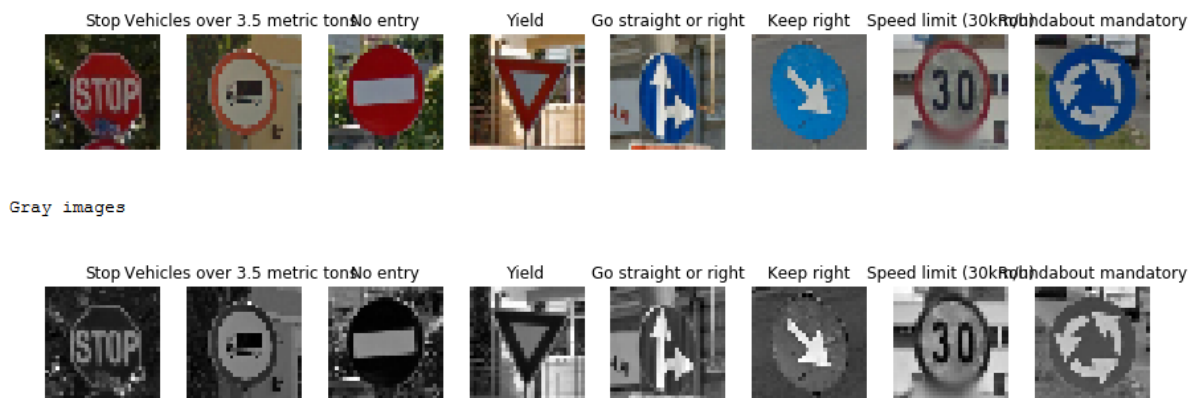 Stop Vehicles over 3.5 metric tons No entry Yield Go straight or right Keep right Speed limit (30km/h) Roundabout mandatory
STOP 30
Gray images
Stop Vehicles over 3.5 metric tons No entry Yield Go straight or right Keep right Speed limit (30km/h) Roundabout mandatory
STOP 30